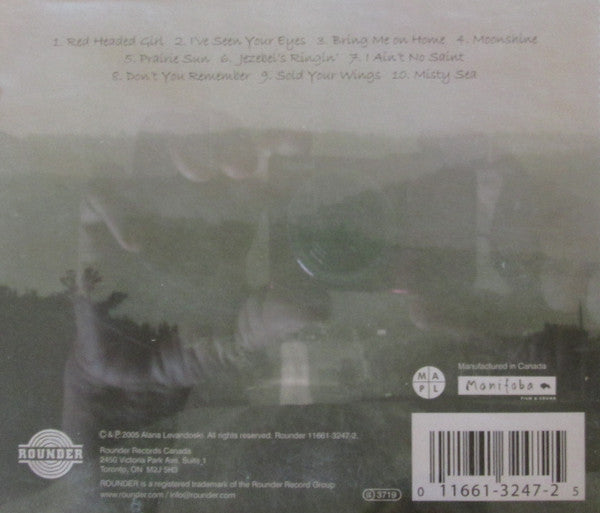 1. Red Headed Girl 2. I've Seen Your Eyes 3. Bring Me on Home 4. Moonshine
5. Prairie Sun 6. Jezebel's Ringin' 7. I Ain't No Saint
8. Don't You Remember 9. Sold Your Wings 10. Misty Sea
Manufactured in Canada
M A
P L
Manitoba
FILM & SOUND
ROUNDER
© & ℗ 2005 Alana Levandoski. All rights reserved. Rounder 11661-3247-2.
Rounder Records Canada
2450 Victoria Park Ave. Suite 1
Toronto, ON M2J 5H3
ROUNDER is a registered trademark of the Rounder Record Group
www.rounder.com / info@rounder.com
3719
0 11661-3247-2 5